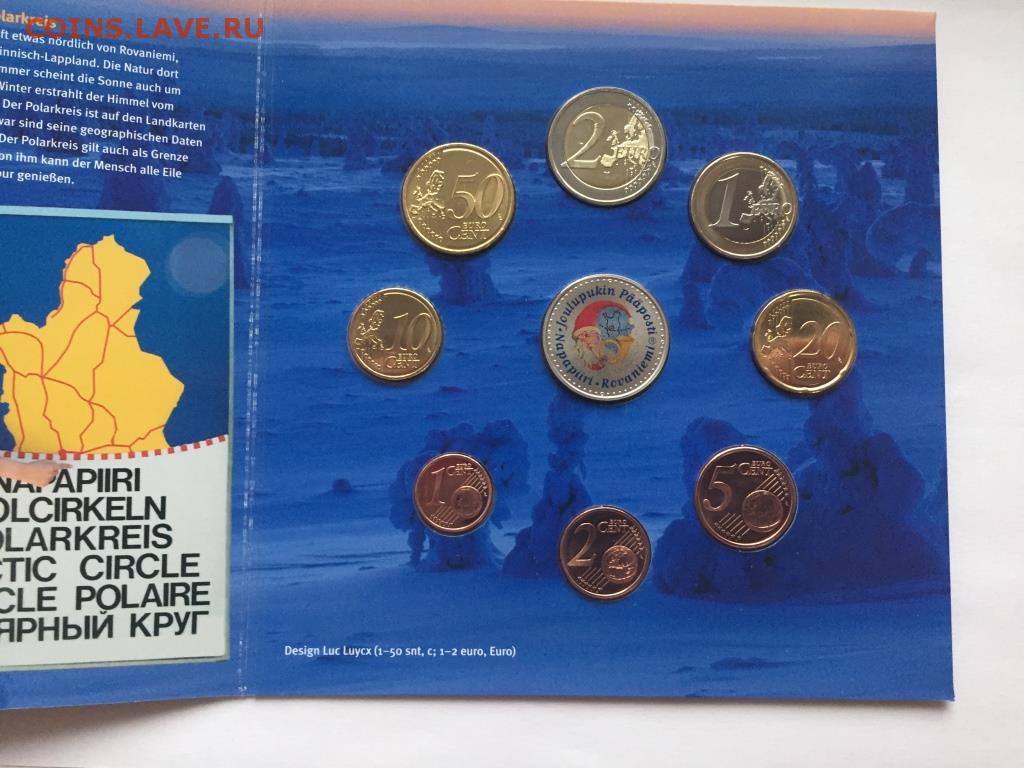 COINS.LAVE.RU
olarkreis
ft etwas nördlich von Rovaniemi,
innisch-Lappland. Die Natur dort
mmer scheint die Sonne auch um
Winter erstrahlt der Himmel vom
Der Polarkreis ist auf den Landkarten
war sind seine geographischen Daten
Der Polarkreis gilt auch als Grenze
on ihm kann der Mensch alle Eile
pur genießen.
2 EURO
50 EURO CENT
1 EURO
10 EURO CENT
Joulupukin Pääposti
Napapiiri • Rovaniemi®
20 EURO CENT
1 EURO CENT
5 EURO CENT
2 EURO CENT
NAPAPIIRI
OLCIRKELN
OLARKREIS
CTIC CIRCLE
CLE POLAIRE
ЯРНЫЙ КРУГ
Design Luc Luycx (1–50 snt, c; 1–2 euro, Euro)